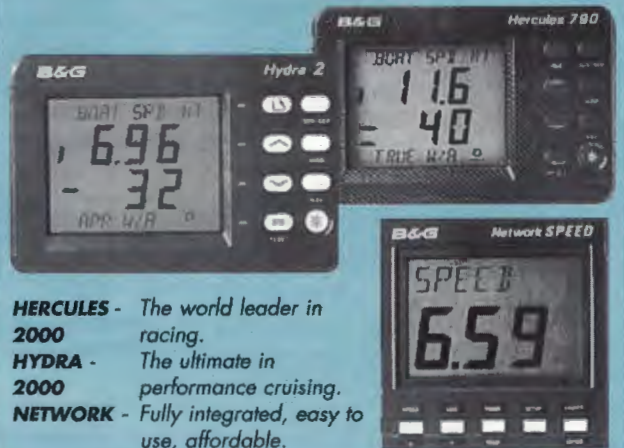 B&G Hercules 790
BOAT SPD KT
11.6
- 40
TRUE W/A °
B&G Hydra 2
BOAT SPD KT
6.96
- 32
APP W/A °
B&G Network SPEED
SPEED
6.59
HERCULES - The world leader in
2000 racing.
HYDRA - The ultimate in
2000 performance cruising.
NETWORK - Fully integrated, easy to
use, affordable.